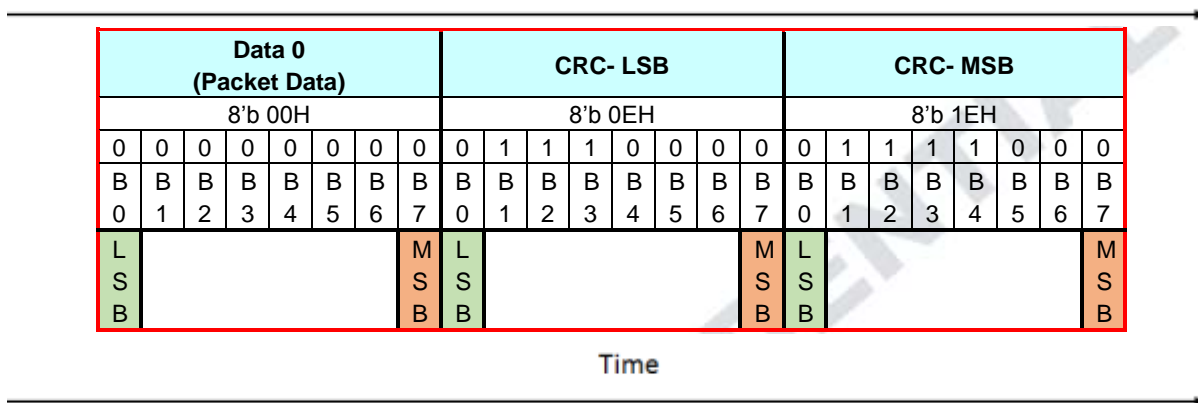 Data 0
(Packet Data)
CRC- LSB
CRC- MSB
8’b 00H
8’b 0EH
8’b 1EH
0 0 0 0 0 0 0 0 0 1 1 1 0 0 0 0 0 1 1 1 1 0 0 0
B B B B B B B B B B B B B B B B B B B B B B B B
0 1 2 3 4 5 6 7 0 1 2 3 4 5 6 7 0 1 2 3 4 5 6 7
L M L M L M
S S S S S S
B B B B B B
Time